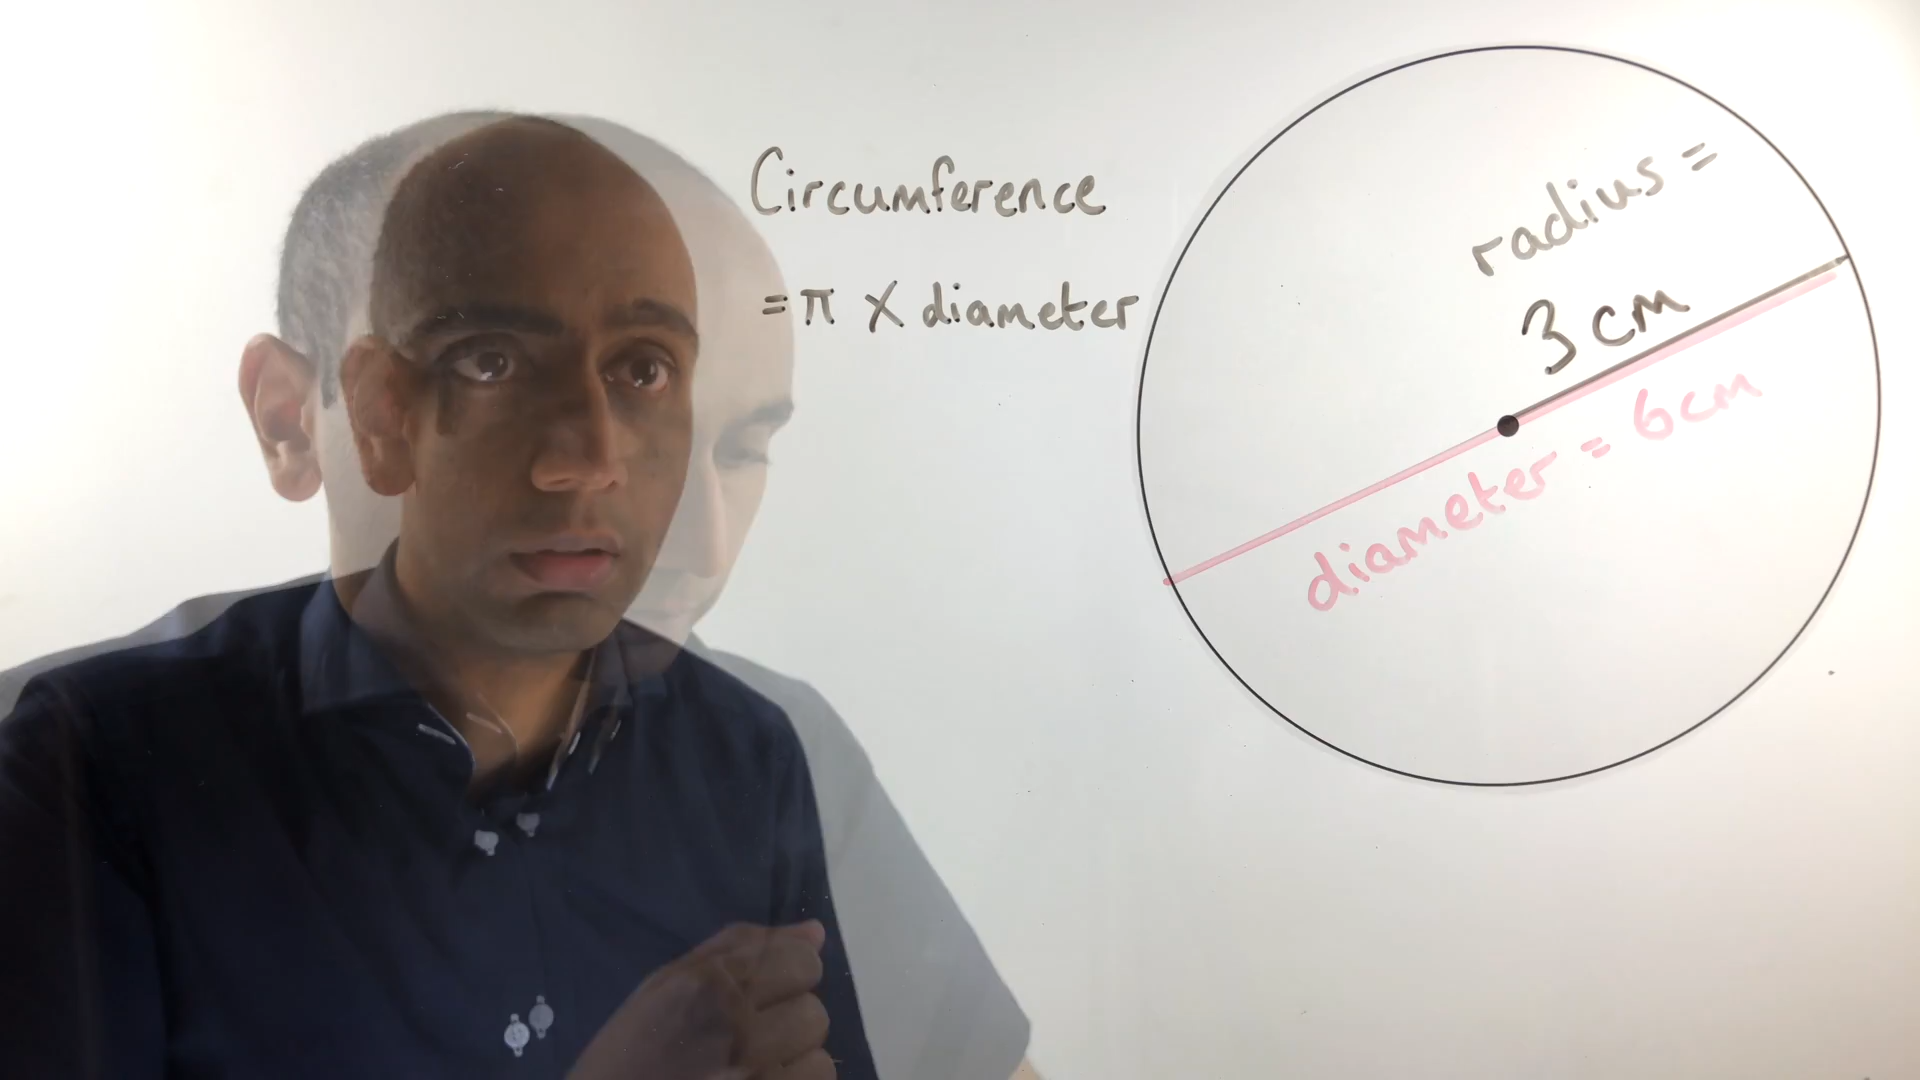 Circumference
= π × diameter
radius =
3 cm
diameter = 6cm